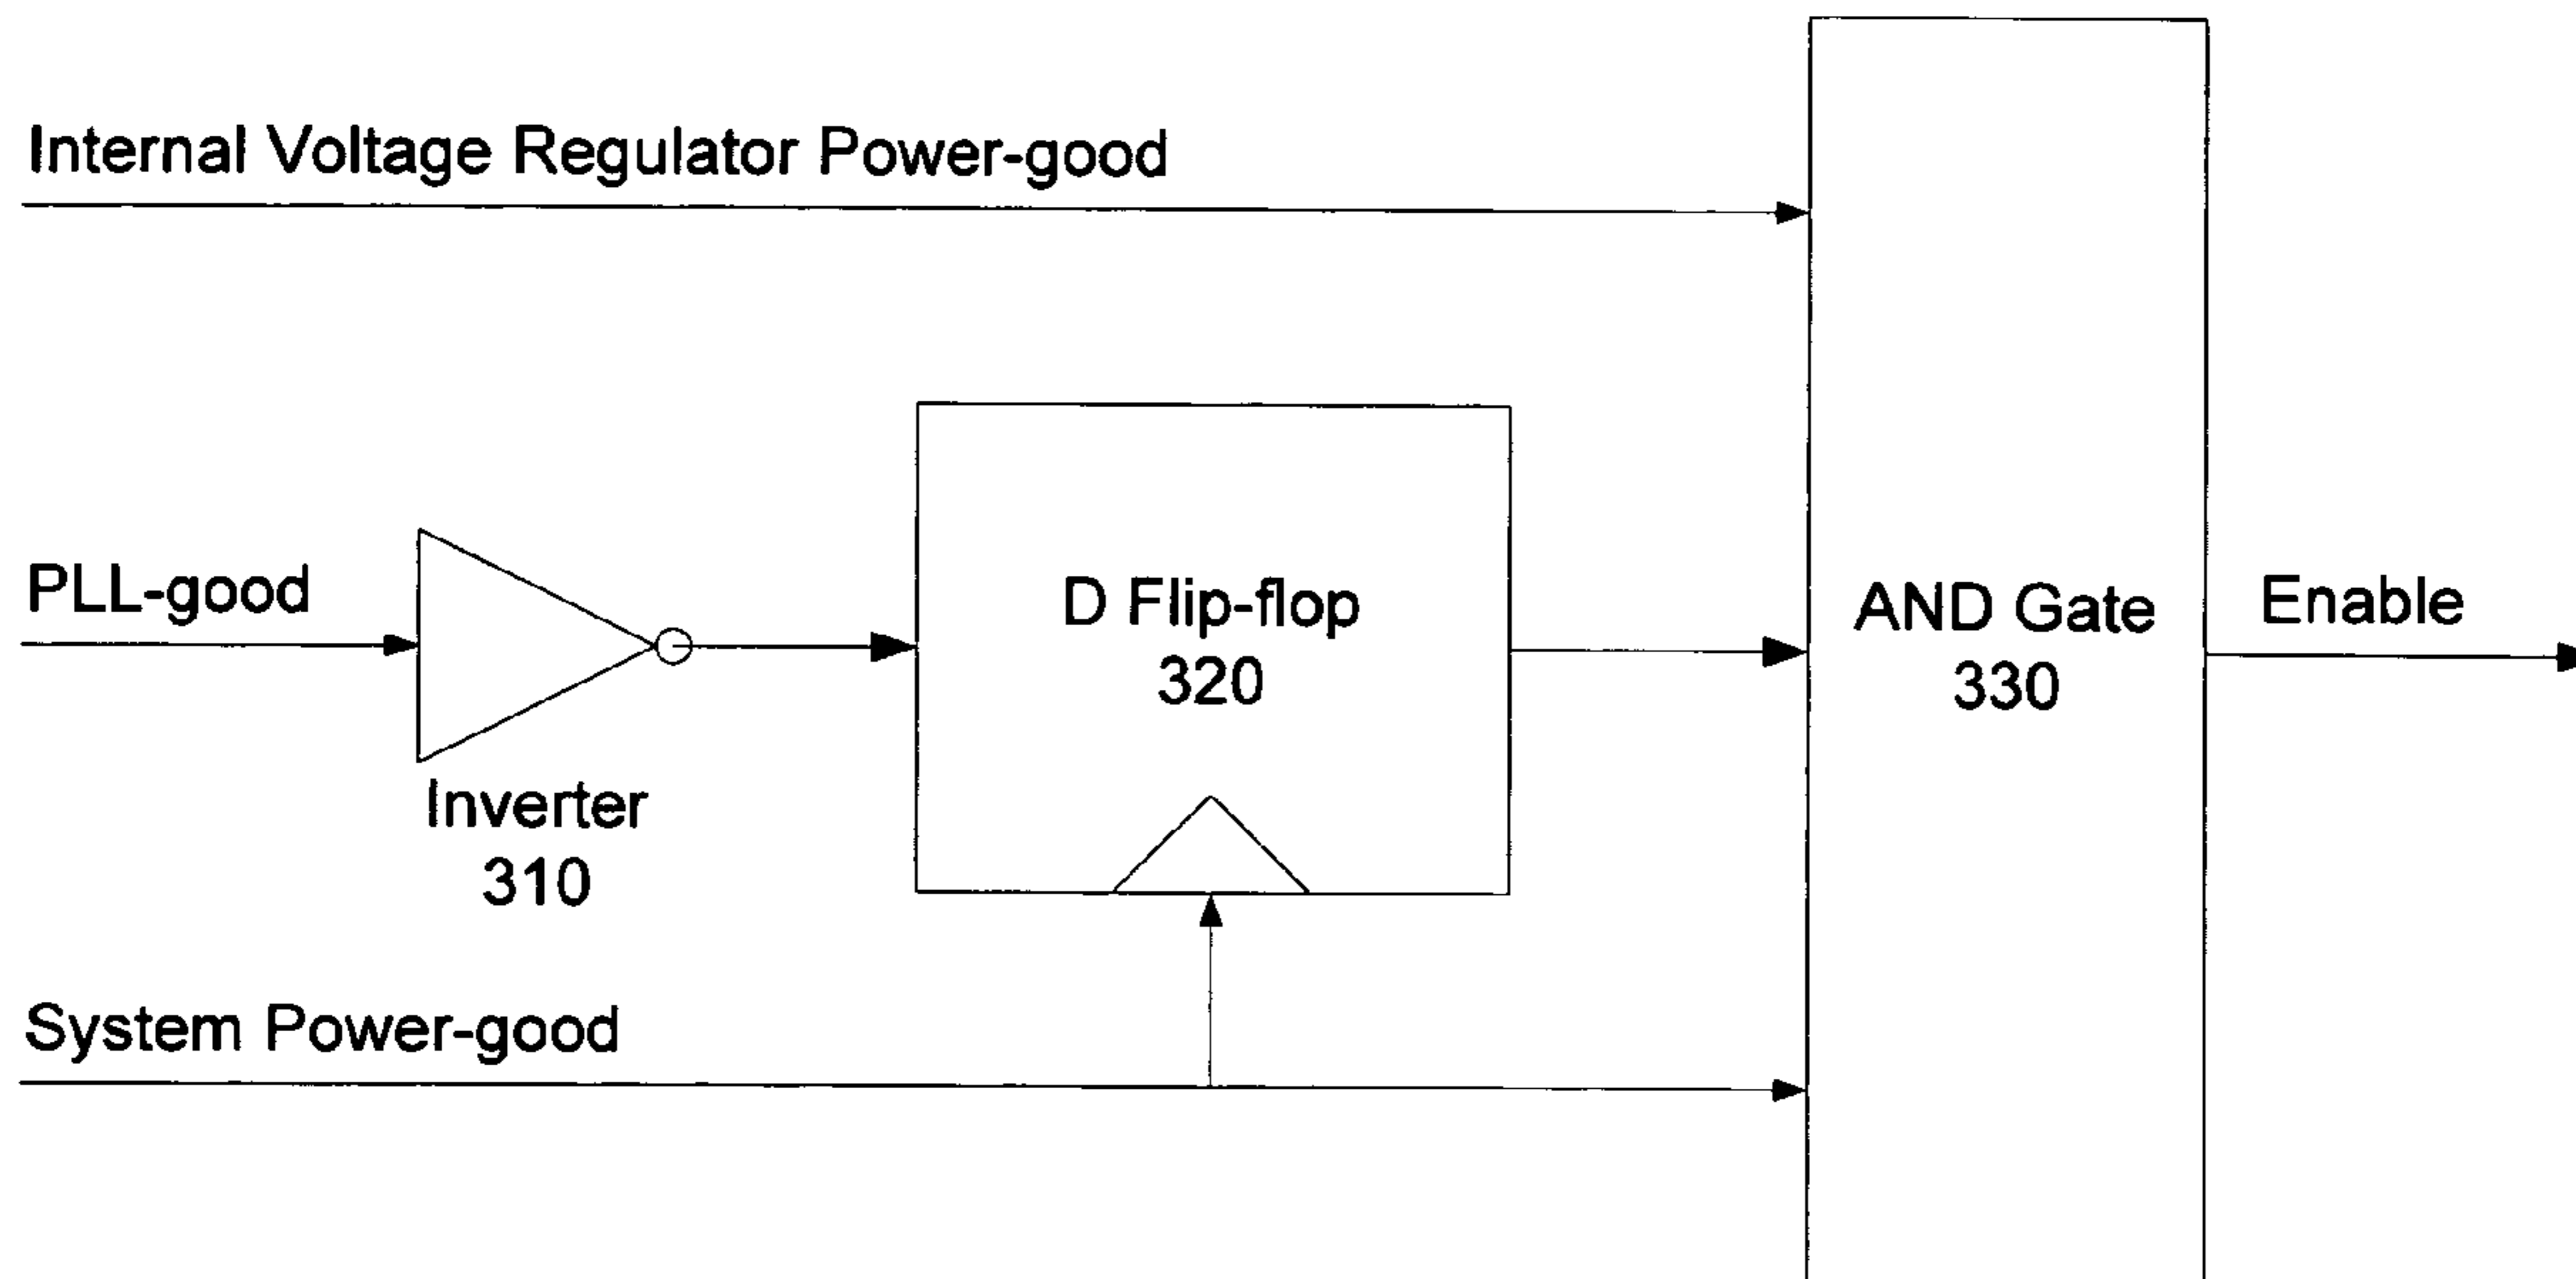 Internal Voltage Regulator Power-good
PLL-good
Inverter
310
D Flip-flop
320
AND Gate
330
Enable
System Power-good